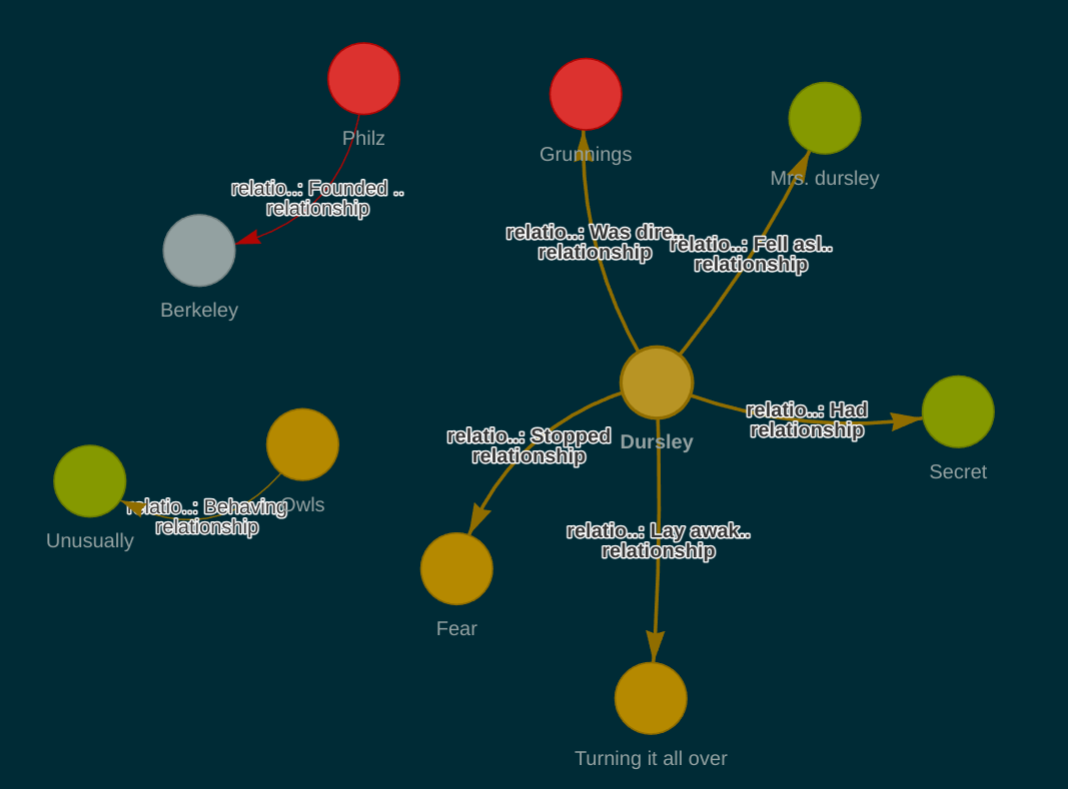 Philz
relatio..: Founded ..
relationship
Berkeley
Grunnings
Mrs. dursley
relatio..: Was dire..
relationship
relatio..: Fell asl..
relationship
Dursley
relatio..: Had
relationship
Secret
relatio..: Stopped
relationship
Owls
relatio..: Behaving
relationship
Unusually
relatio..: Lay awak..
relationship
Fear
Turning it all over